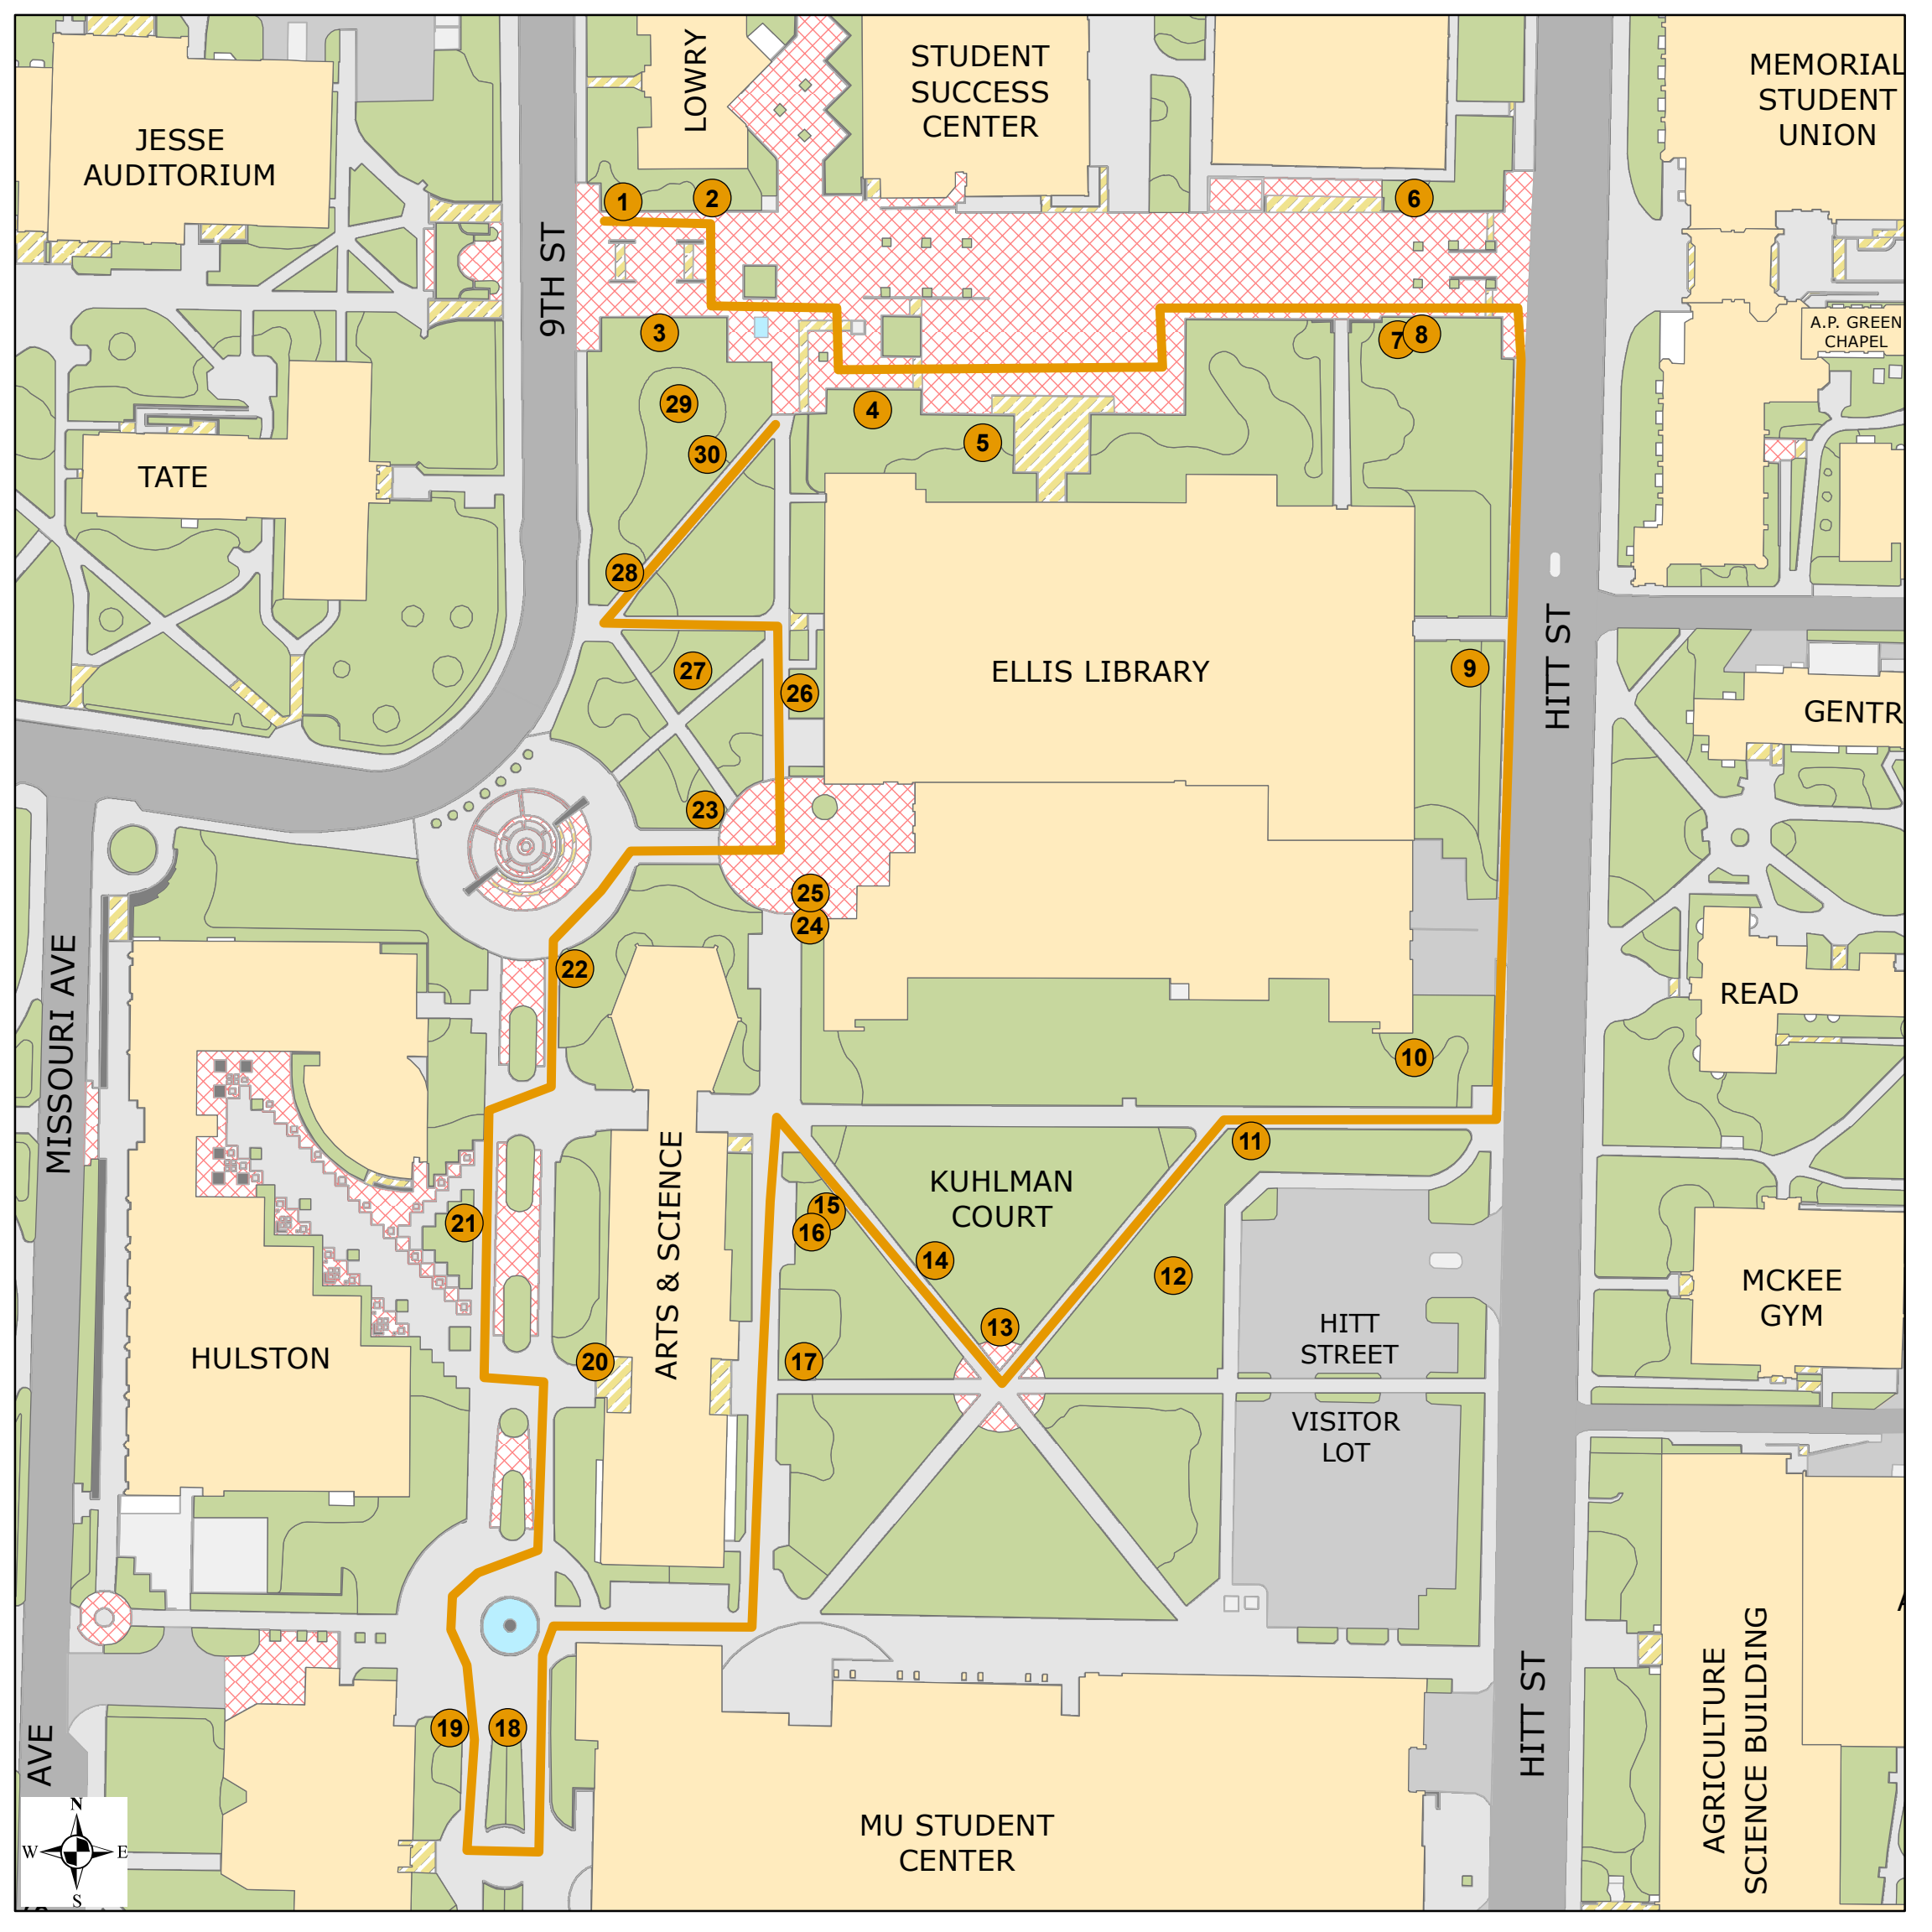 LOWRY
STUDENT
SUCCESS
CENTER
MEMORIAL
STUDENT
UNION
JESSE
AUDITORIUM
1
2
6
9TH ST
3
7
8
A.P. GREEN
CHAPEL
29
4
5
30
TATE
28
27
26
ELLIS LIBRARY
9
HITT ST
GENTR
23
25
24
22
MISSOURI AVE
READ
10
11
ARTS & SCIENCE
KUHLMAN
COURT
15
16
21
14
12
MCKEE
GYM
13
HITT
STREET
HULSTON
20
17
VISITOR
LOT
HITT ST
AGRICULTURE
SCIENCE BUILDING
19
18
AVE
N
W
E
S
MU STUDENT
CENTER